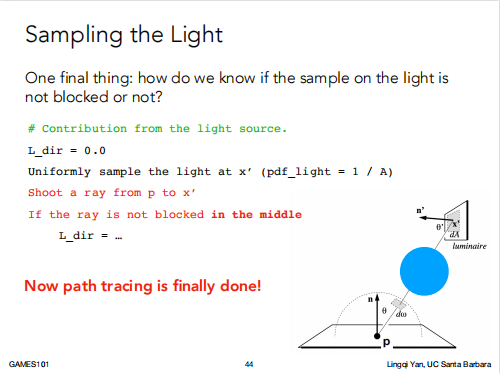 Sampling the Light
One final thing: how do we know if the sample on the light is
not blocked or not?
# Contribution from the light source.
L_dir = 0.0
Uniformly sample the light at x’ (pdf_light = 1 / A)
Shoot a ray from p to x’
If the ray is not blocked in the middle
L_dir = …
n’
θ’
x’
dA
luminaire
Now path tracing is finally done!
n
θ
dω
p
GAMES101
44
Lingqi Yan, UC Santa Barbara